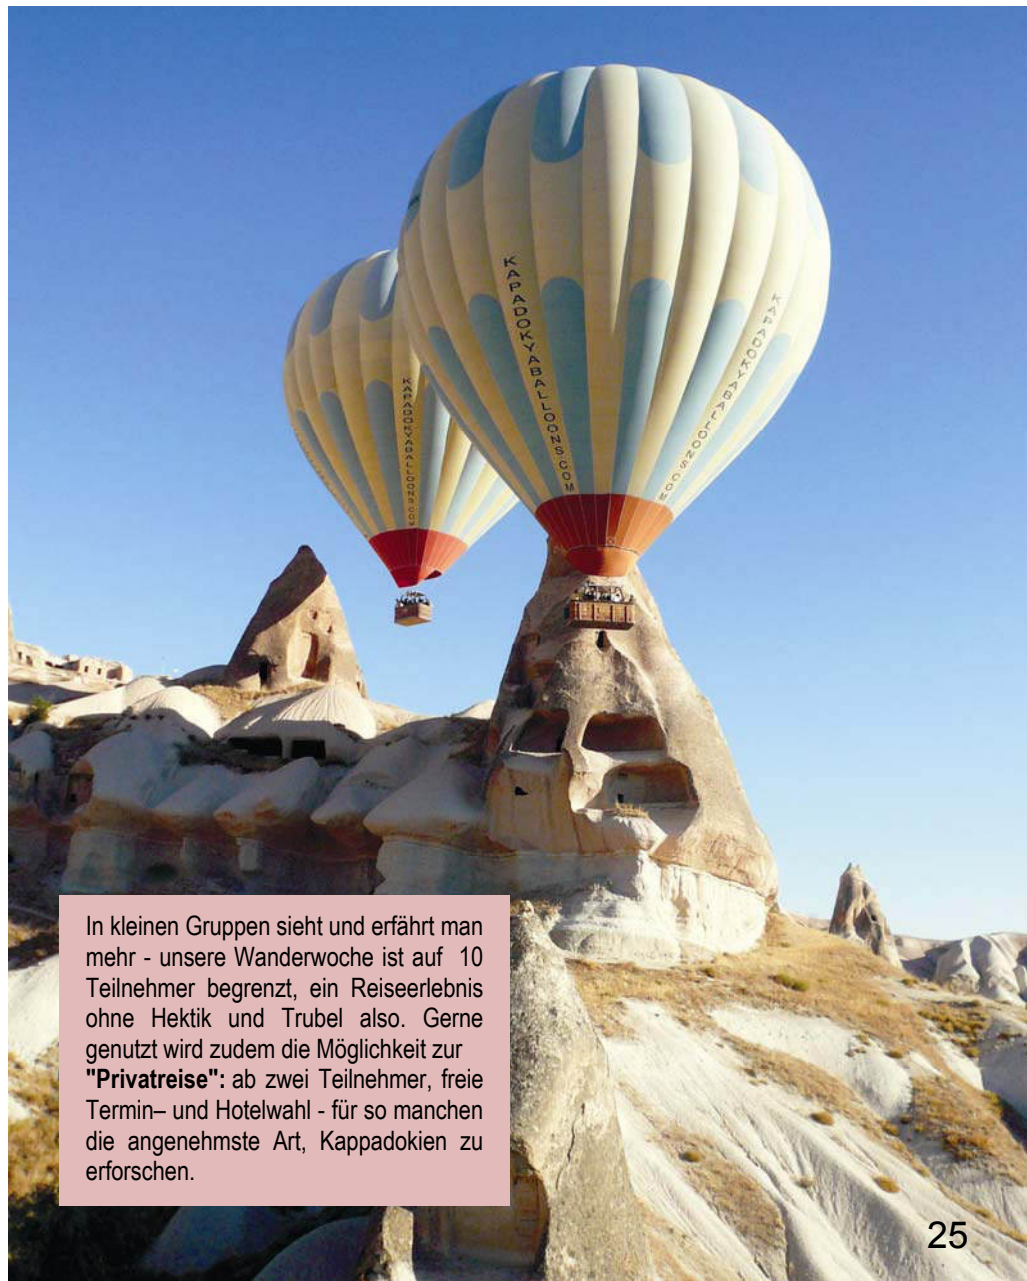 KAPADOKYABALLOONS.COM
KAPADOKYABALLOONS.COM
KAPADOKYABALLOONS.COM
In kleinen Gruppen sieht und erfährt man
mehr - unsere Wanderwoche ist auf 10
Teilnehmer begrenzt, ein Reiseerlebnis
ohne Hektik und Trubel also. Gerne
genutzt wird zudem die Möglichkeit zur
"Privatreise": ab zwei Teilnehmer, freie
Termin– und Hotelwahl - für so manchen
die angenehmste Art, Kappadokien zu
erforschen.
25